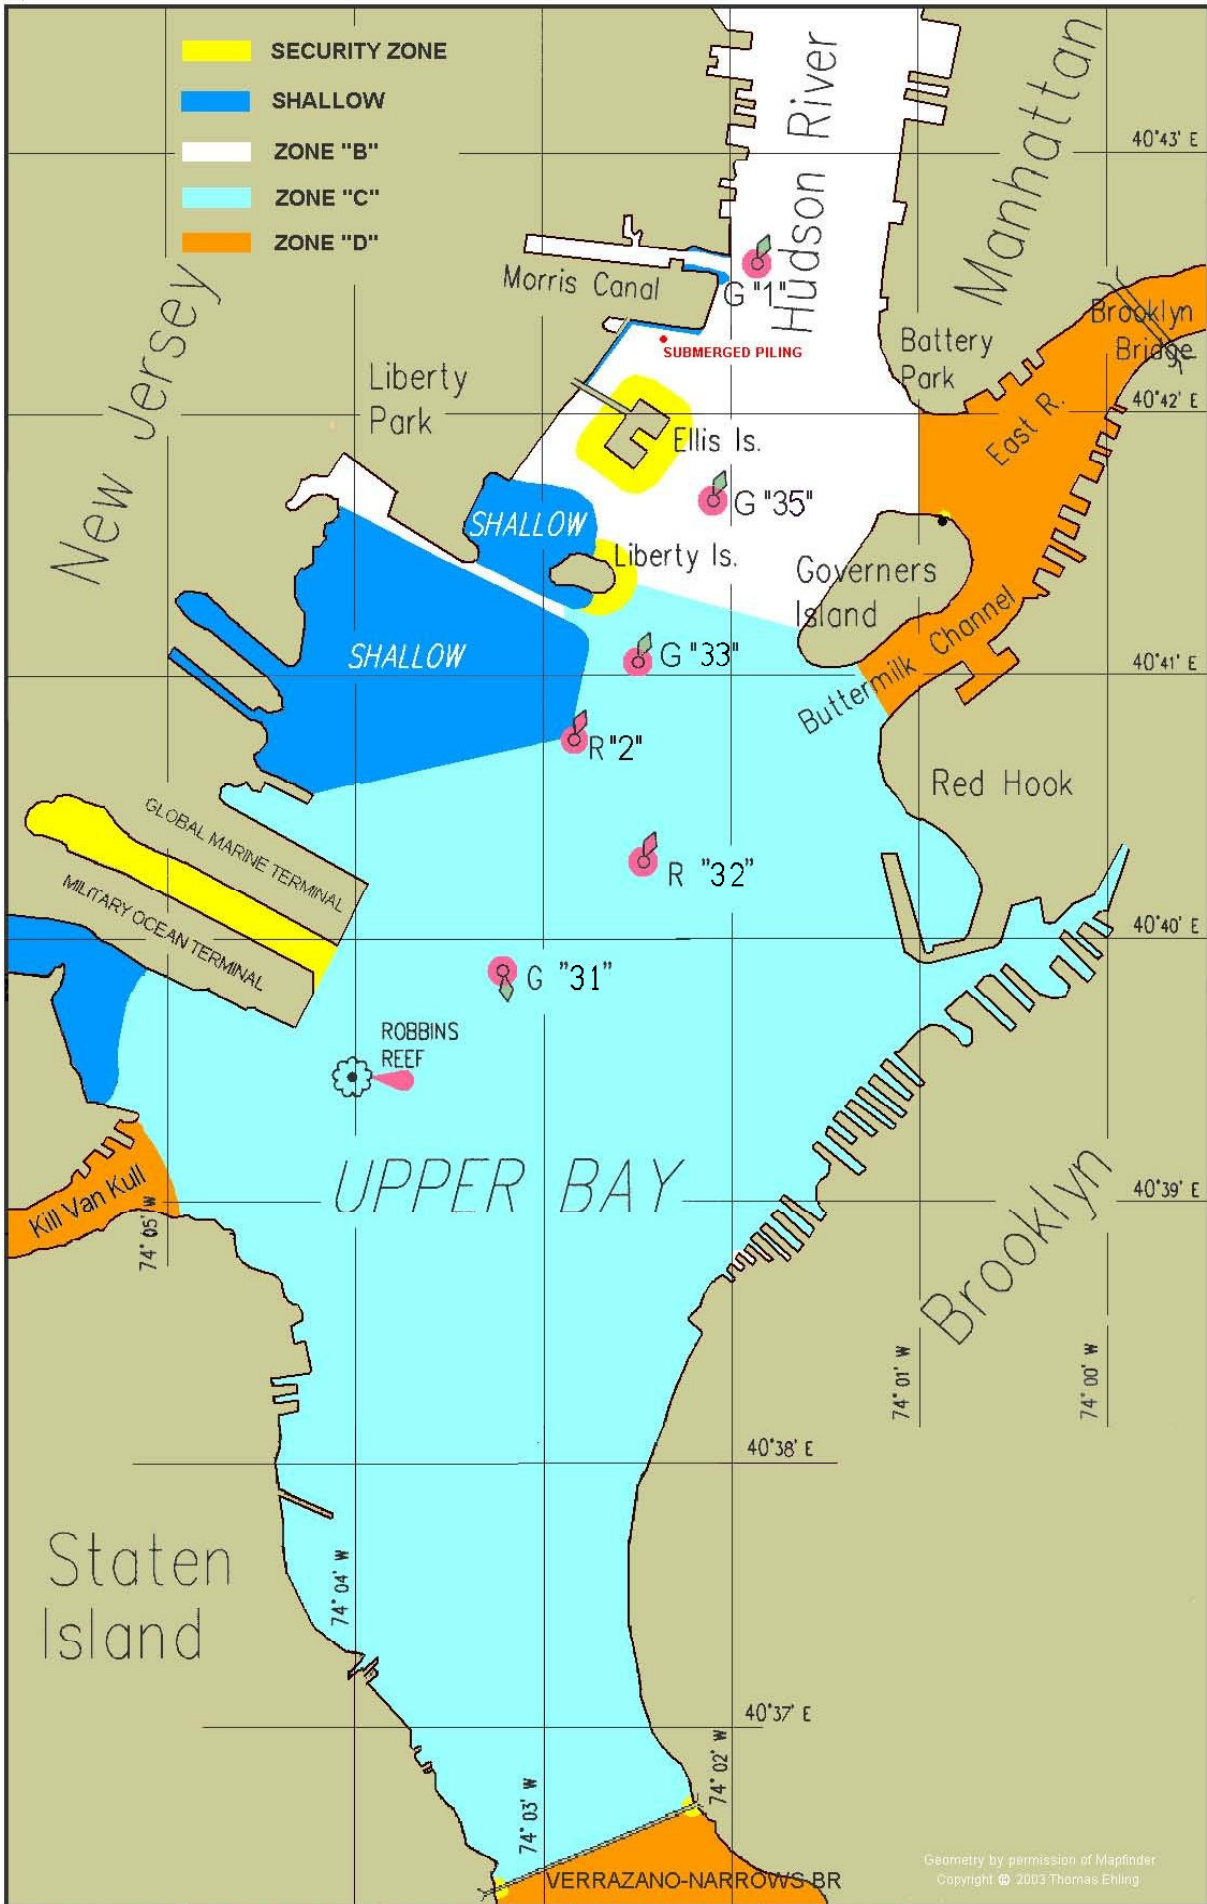 SECURITY ZONE
SHALLOW
ZONE "B"
ZONE "C"
ZONE "D"
Hudson River
Manhattan
40°43' E
New Jersey
Morris Canal
G "1"
SUBMERGED PILING
Battery
Park
Brooklyn
Bridge
Liberty
Park
40°42' E
East R.
Ellis Is.
G "35"
SHALLOW
Liberty Is.
Governers
Island
SHALLOW
G "33"
Buttermilk Channel
40°41' E
R "2"
Red Hook
GLOBAL MARINE TERMINAL
MILITARY OCEAN TERMINAL
R "32"
40°40' E
G "31"
ROBBINS
REEF
UPPER BAY
Kill Van Kull
74° 05' W
40°39' E
Brooklyn
74° 01' W
74° 00' W
40°38' E
Staten
Island
74° 04' W
40°37' E
74° 03' W
74° 02' W
VERRAZANO-NARROWS-BR
Geometry by permission of Mapfinder
Copyright © 2003 Thomas Ehling